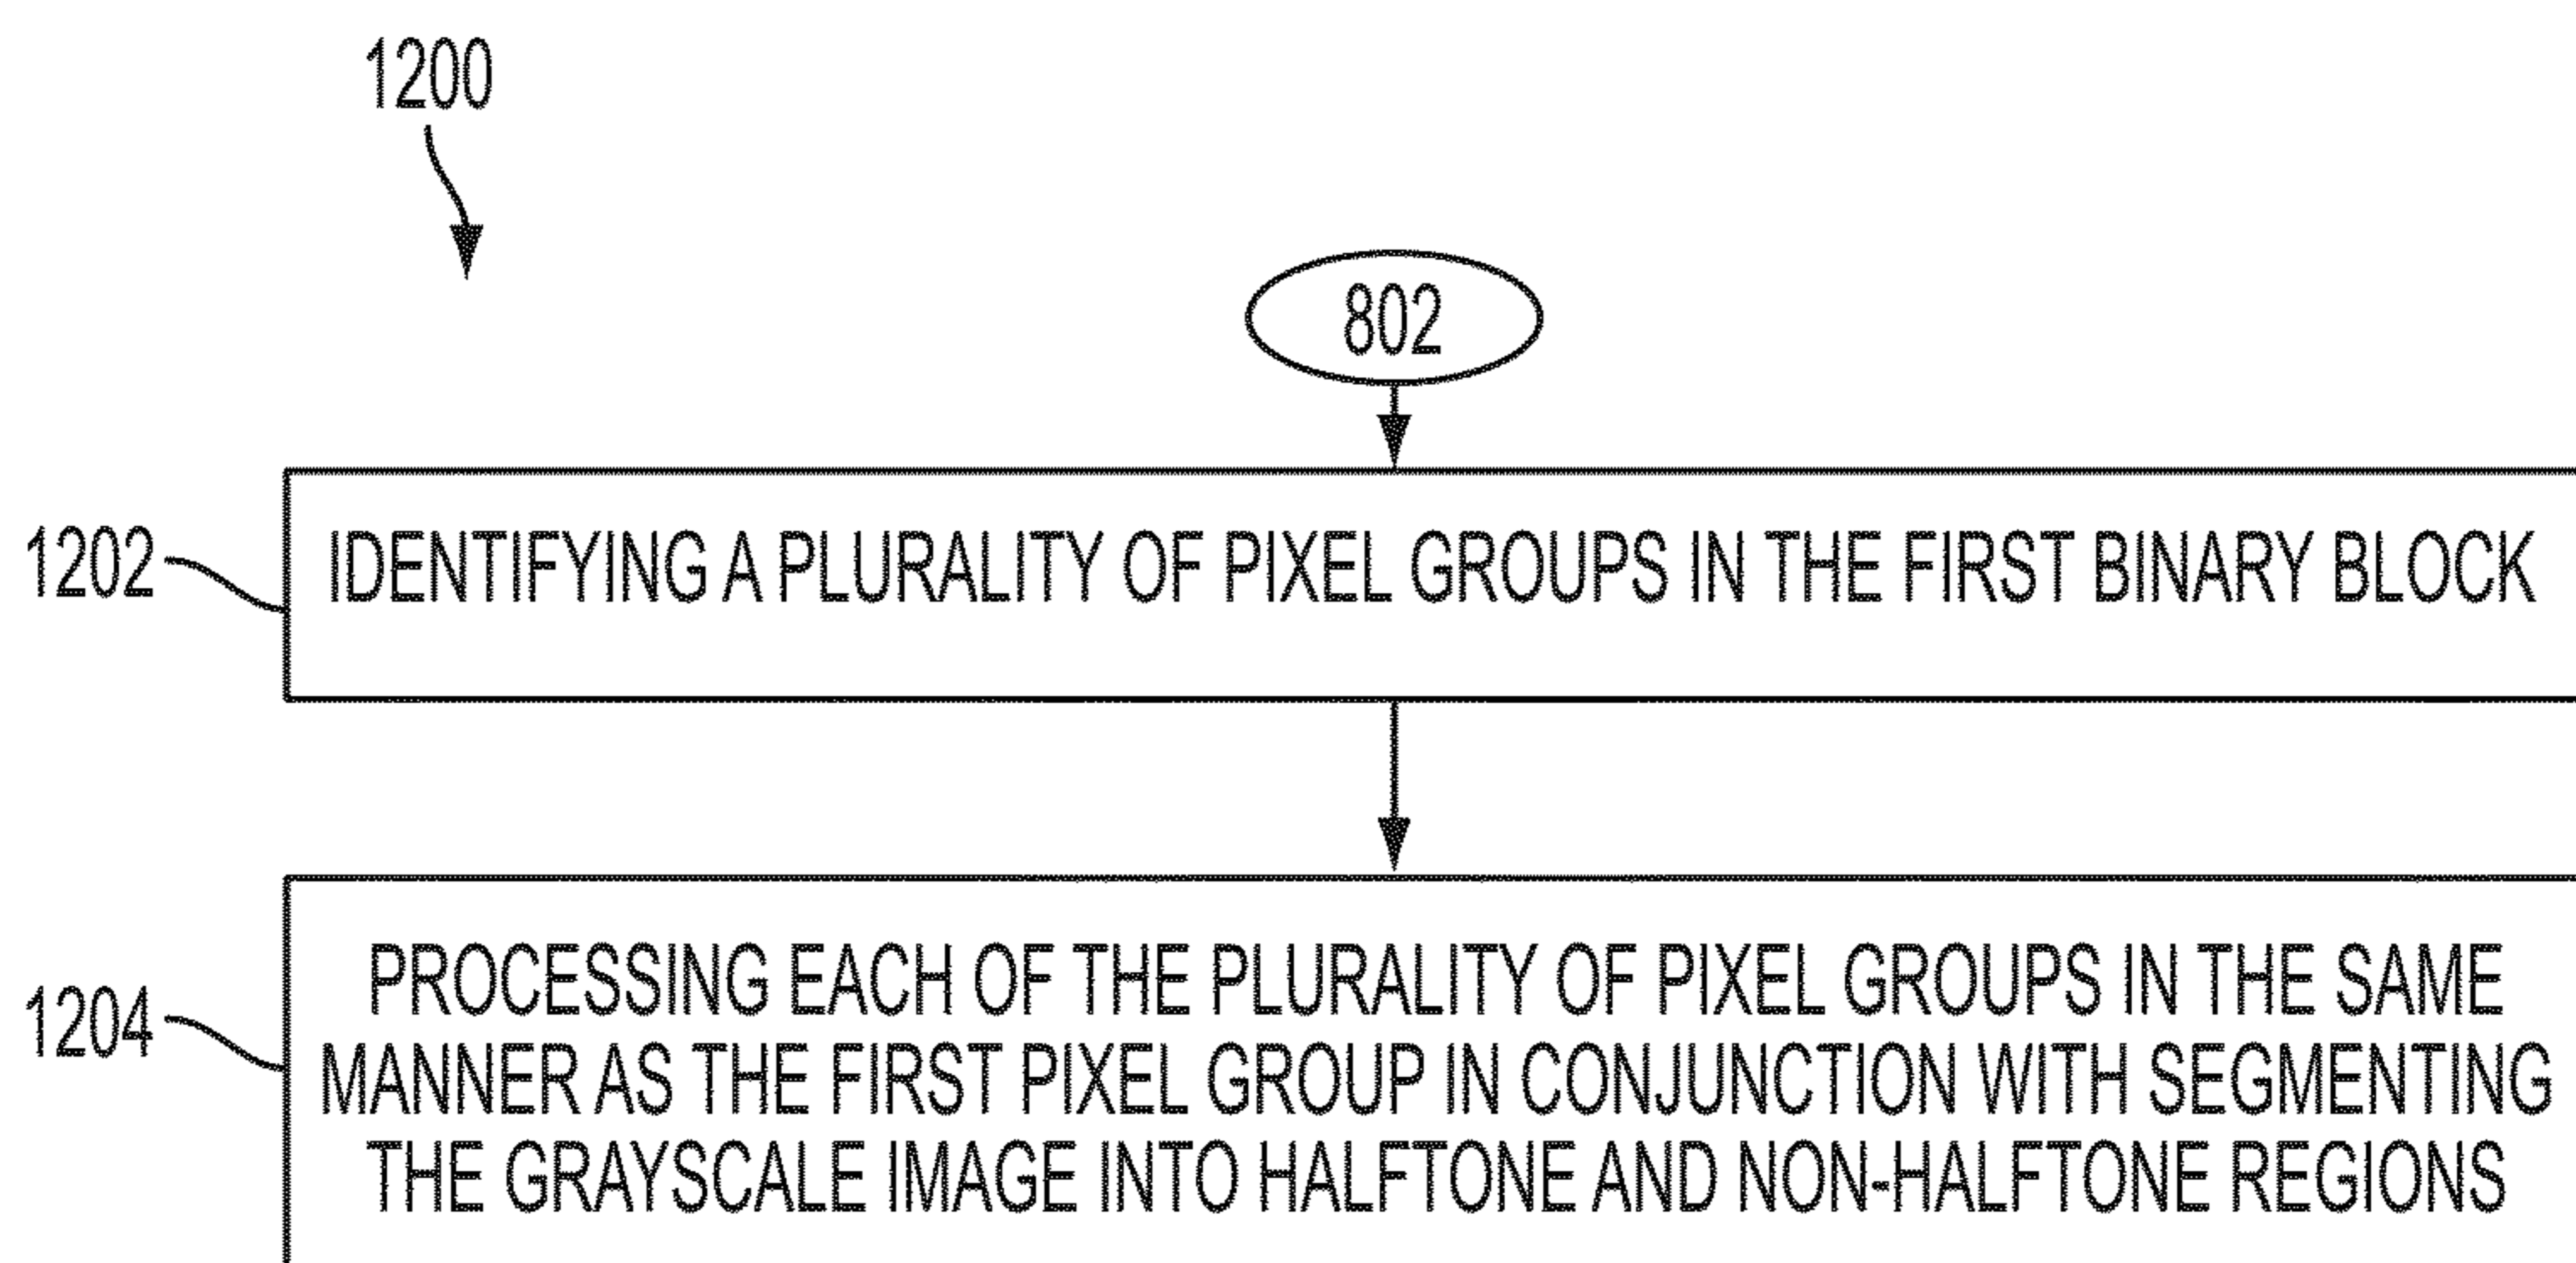 1200
802
1202
IDENTIFYING A PLURALITY OF PIXEL GROUPS IN THE FIRST BINARY BLOCK
1204
PROCESSING EACH OF THE PLURALITY OF PIXEL GROUPS IN THE SAME
MANNER AS THE FIRST PIXEL GROUP IN CONJUNCTION WITH SEGMENTING
THE GRAYSCALE IMAGE INTO HALFTONE AND NON-HALFTONE REGIONS